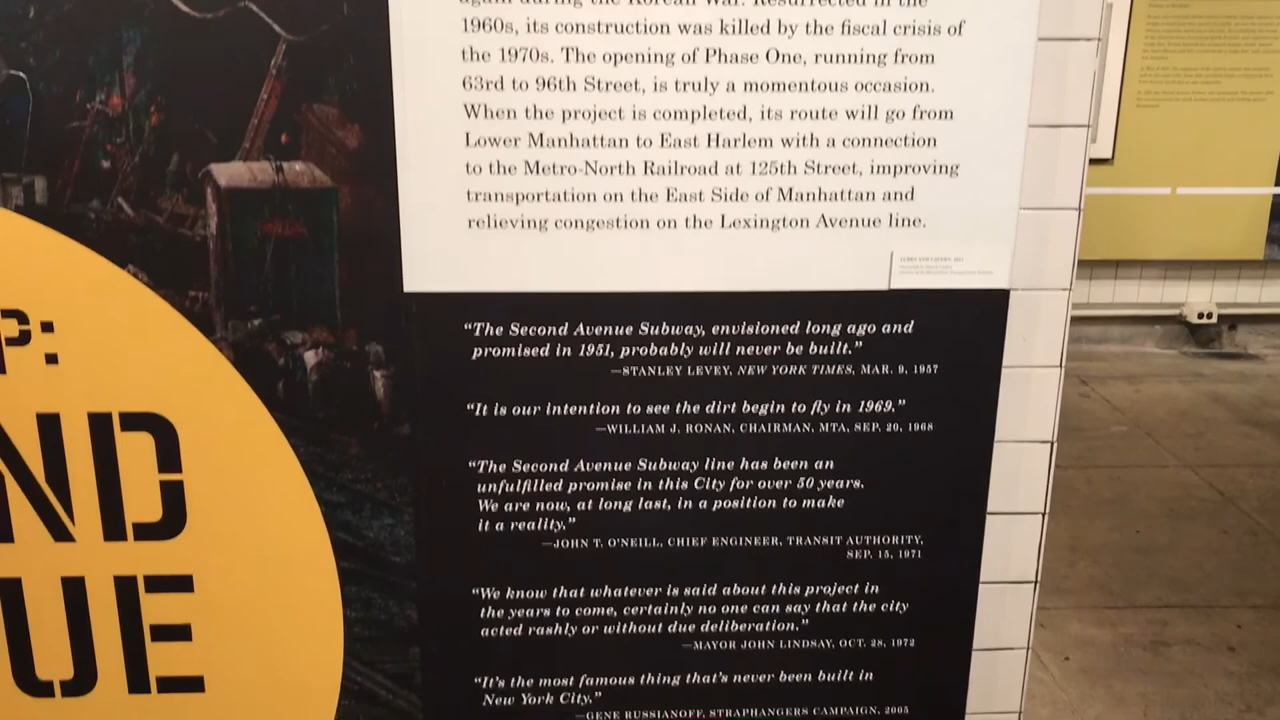 again during the Korean War. Resurrected in the
1960s, its construction was killed by the fiscal crisis of
the 1970s. The opening of Phase One, running from
63rd to 96th Street, is truly a momentous occasion.
When the project is completed, its route will go from
Lower Manhattan to East Harlem with a connection
to the Metro-North Railroad at 125th Street, improving
transportation on the East Side of Manhattan and
relieving congestion on the Lexington Avenue line.
P:
ND
UE
“The Second Avenue Subway, envisioned long ago and
promised in 1951, probably will never be built.”
—STANLEY LEVEY, NEW YORK TIMES, MAR. 9, 1957
“It is our intention to see the dirt begin to fly in 1969.”
—WILLIAM J. RONAN, CHAIRMAN, MTA, SEP. 20, 1968
“The Second Avenue Subway line has been an
unfulfilled promise in this City for over 50 years.
We are now, at long last, in a position to make
it a reality.”
—JOHN T. O'NEILL, CHIEF ENGINEER, TRANSIT AUTHORITY,
SEP. 15, 1971
“We know that whatever is said about this project in
the years to come, certainly no one can say that the city
acted rashly or without due deliberation.”
—MAYOR JOHN LINDSAY, OCT. 28, 1972
“It's the most famous thing that's never been built in
New York City.”
—GENE RUSSIANOFF, STRAPHANGERS CAMPAIGN, 2005